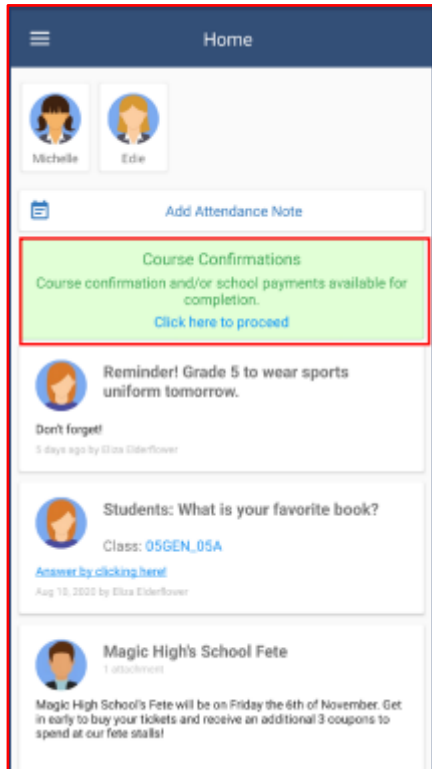 Home
Michelle Edie
Add Attendance Note
Course Confirmations
Course confirmation and/or school payments available for
completion.
Click here to proceed
Reminder! Grade 5 to wear sports
uniform tomorrow.
Don't forget!
5 days ago by Eliza Elderflower
Students: What is your favorite book?
Class: 05GEN_05A
Answer by clicking here!
Aug 10, 2020 by Eliza Elderflower
Magic High's School Fete
1 attachment
Magic High School's Fete will be on Friday the 6th of November. Get
in early to buy your tickets and receive an additional 3 coupons to
spend at our fete stalls!